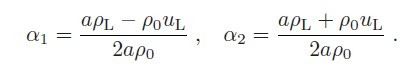 α₁ = (aρ_L − ρ₀u_L) / (2aρ₀) , α₂ = (aρ_L + ρ₀u_L) / (2aρ₀) .